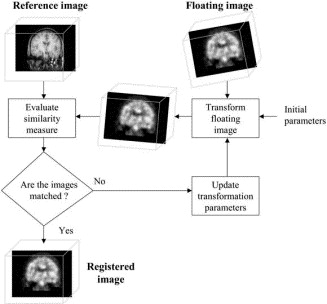 Reference image
Floating image
Evaluate
similarity
measure
Transform
floating
image
Initial
parameters
Are the images
matched ?
No
Update
transformation
parameters
Yes
Registered
image